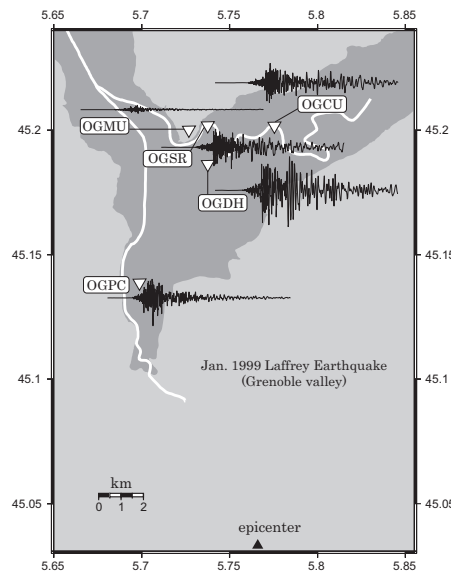 5.65 5.7 5.75 5.8 5.85
OGCU
OGMU
45.2 45.2
OGSR
OGDH
45.15 45.15
OGPC
Jan. 1999 Laffrey Earthquake
(Grenoble valley)
45.1 45.1
km
0 1 2
45.05 45.05
epicenter
5.65 5.7 5.75 5.8 5.85